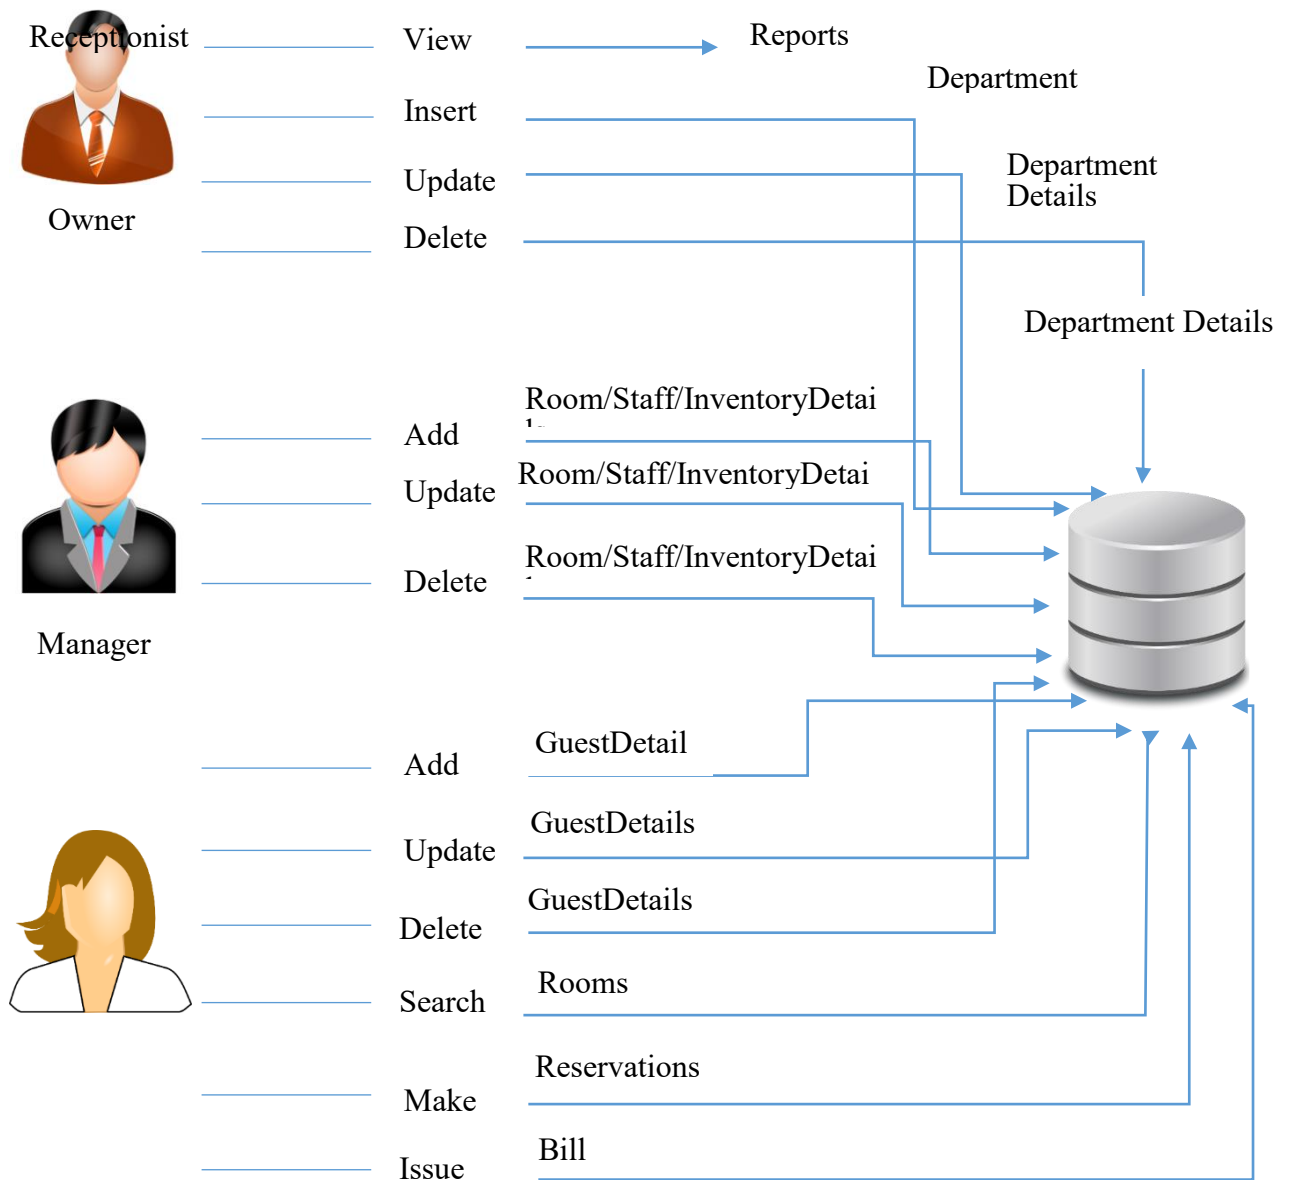 Receptionist
View
Reports
Department
Insert
Department
Details
Update
Owner
Delete
Department Details
Room/Staff/InventoryDetai
Add
Room/Staff/InventoryDetai
Update
Room/Staff/InventoryDetai
Delete
Manager
GuestDetail
Add
GuestDetails
Update
GuestDetails
Delete
Rooms
Search
Reservations
Make
Bill
Issue